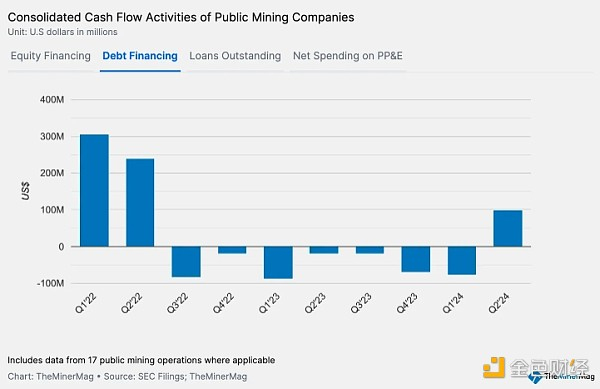 Consolidated Cash Flow Activities of Public Mining Companies
Unit: U.S dollars in millions
Equity Financing Debt Financing Loans Outstanding Net Spending on PP&E
400M
300M
200M
100M
0
-100M
US$
Q1'22 Q2'22 Q3'22 Q4'22 Q1'23 Q2'23 Q3'23 Q4'23 Q1'24 Q2'24
Includes data from 17 public mining operations where applicable
Chart: TheMinerMag • Source: SEC Filings; TheMinerMag
TheMinerMag
金色财经